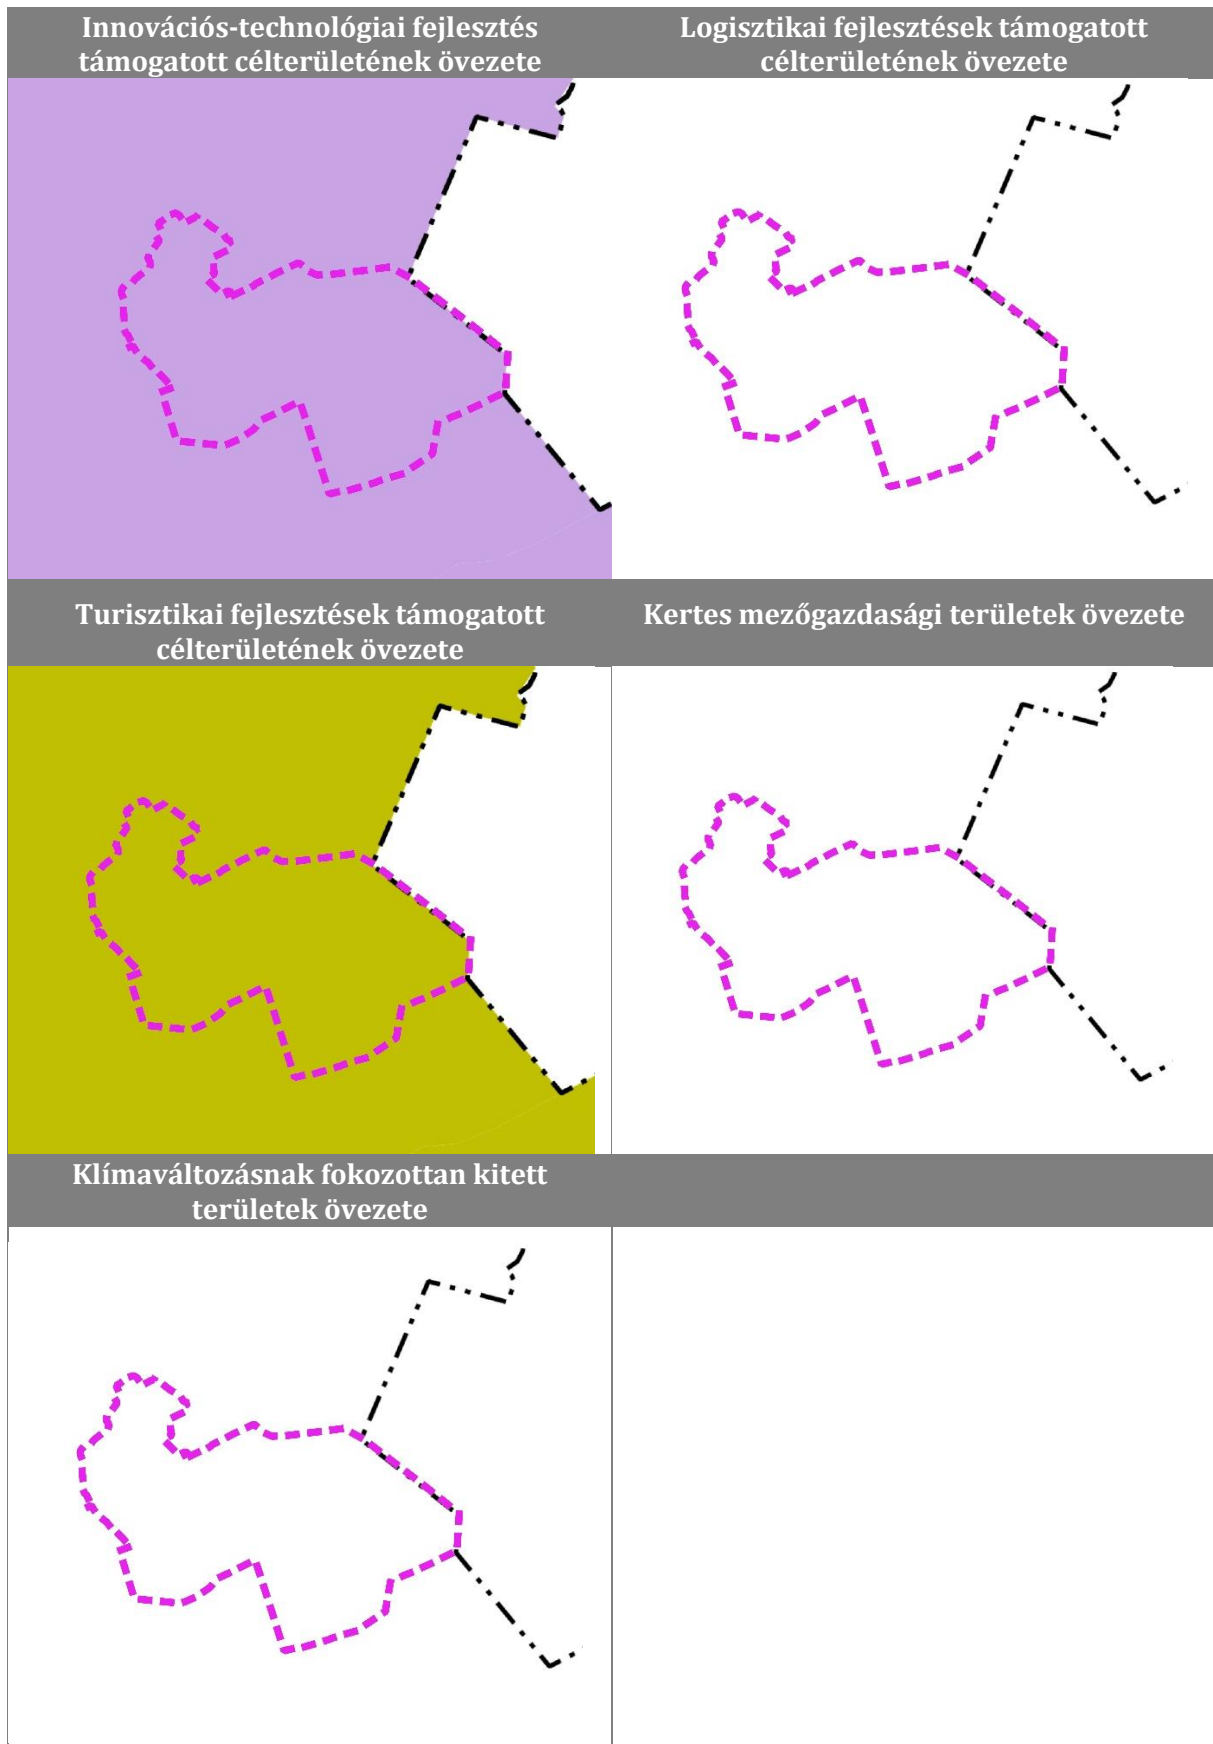 Innovációs-technológiai fejlesztés
támogatott célterületének övezete
Logisztikai fejlesztések támogatott
célterületének övezete
Turisztikai fejlesztések támogatott
célterületének övezete
Kertes mezőgazdasági területek övezete
Klímaváltozásnak fokozottan kitett
területek övezete